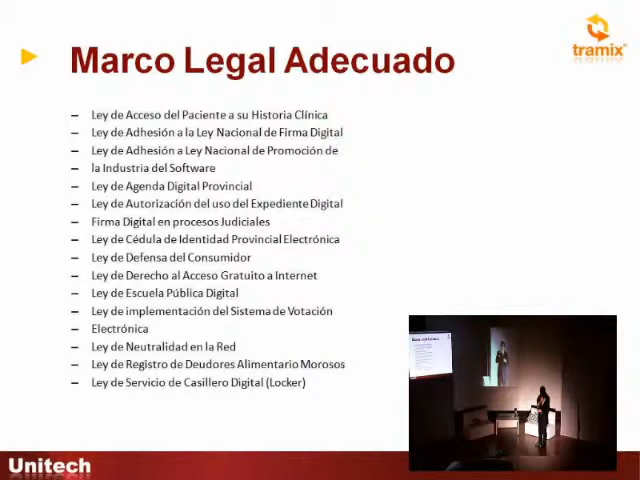 Marco Legal Adecuado
tramix
– Ley de Acceso del Paciente a su Historia Clínica
– Ley de Adhesión a la Ley Nacional de Firma Digital
– Ley de Adhesión a Ley Nacional de Promoción de
– la Industria del Software
– Ley de Agenda Digital Provincial
– Ley de Autorización del uso del Expediente Digital
– Firma Digital en procesos Judiciales
– Ley de Cédula de Identidad Provincial Electrónica
– Ley de Defensa del Consumidor
– Ley de Derecho al Acceso Gratuito a Internet
– Ley de Escuela Pública Digital
– Ley de implementación del Sistema de Votación
– Electrónica
– Ley de Neutralidad en la Red
– Ley de Registro de Deudores Alimentario Morosos
– Ley de Servicio de Casillero Digital (Locker)
Unitech